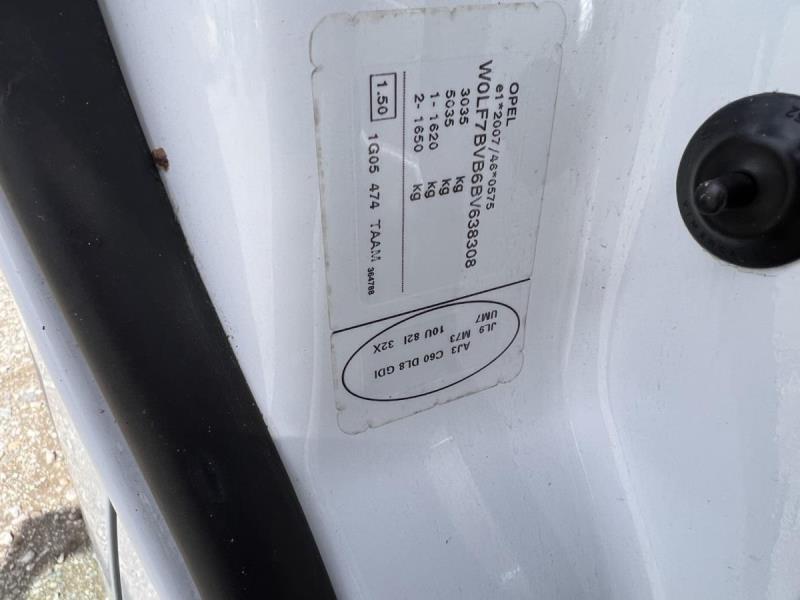 OPEL
e1*2007/46*0575
W0LF7BVB6BV638308
3035 kg
5035 kg
1- 1620 kg
2- 1650 kg
1.50 1G05 474 TAAM 364788
AJ3 C60 DL8 GDI
JL9 M73
10U 82I 32X
UM7